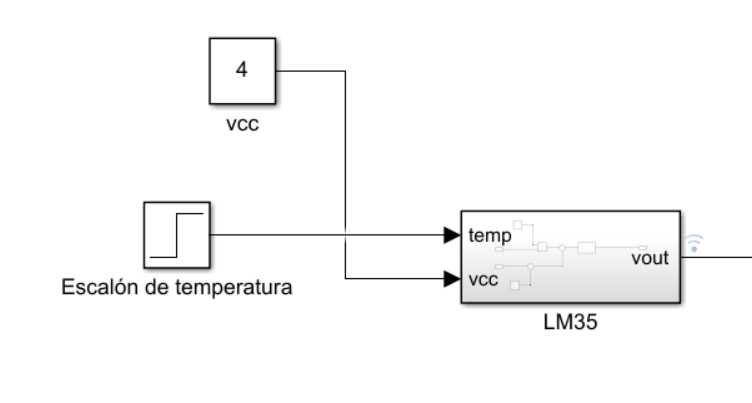 4
vcc
Escalón de temperatura
temp
vcc
vout
LM35